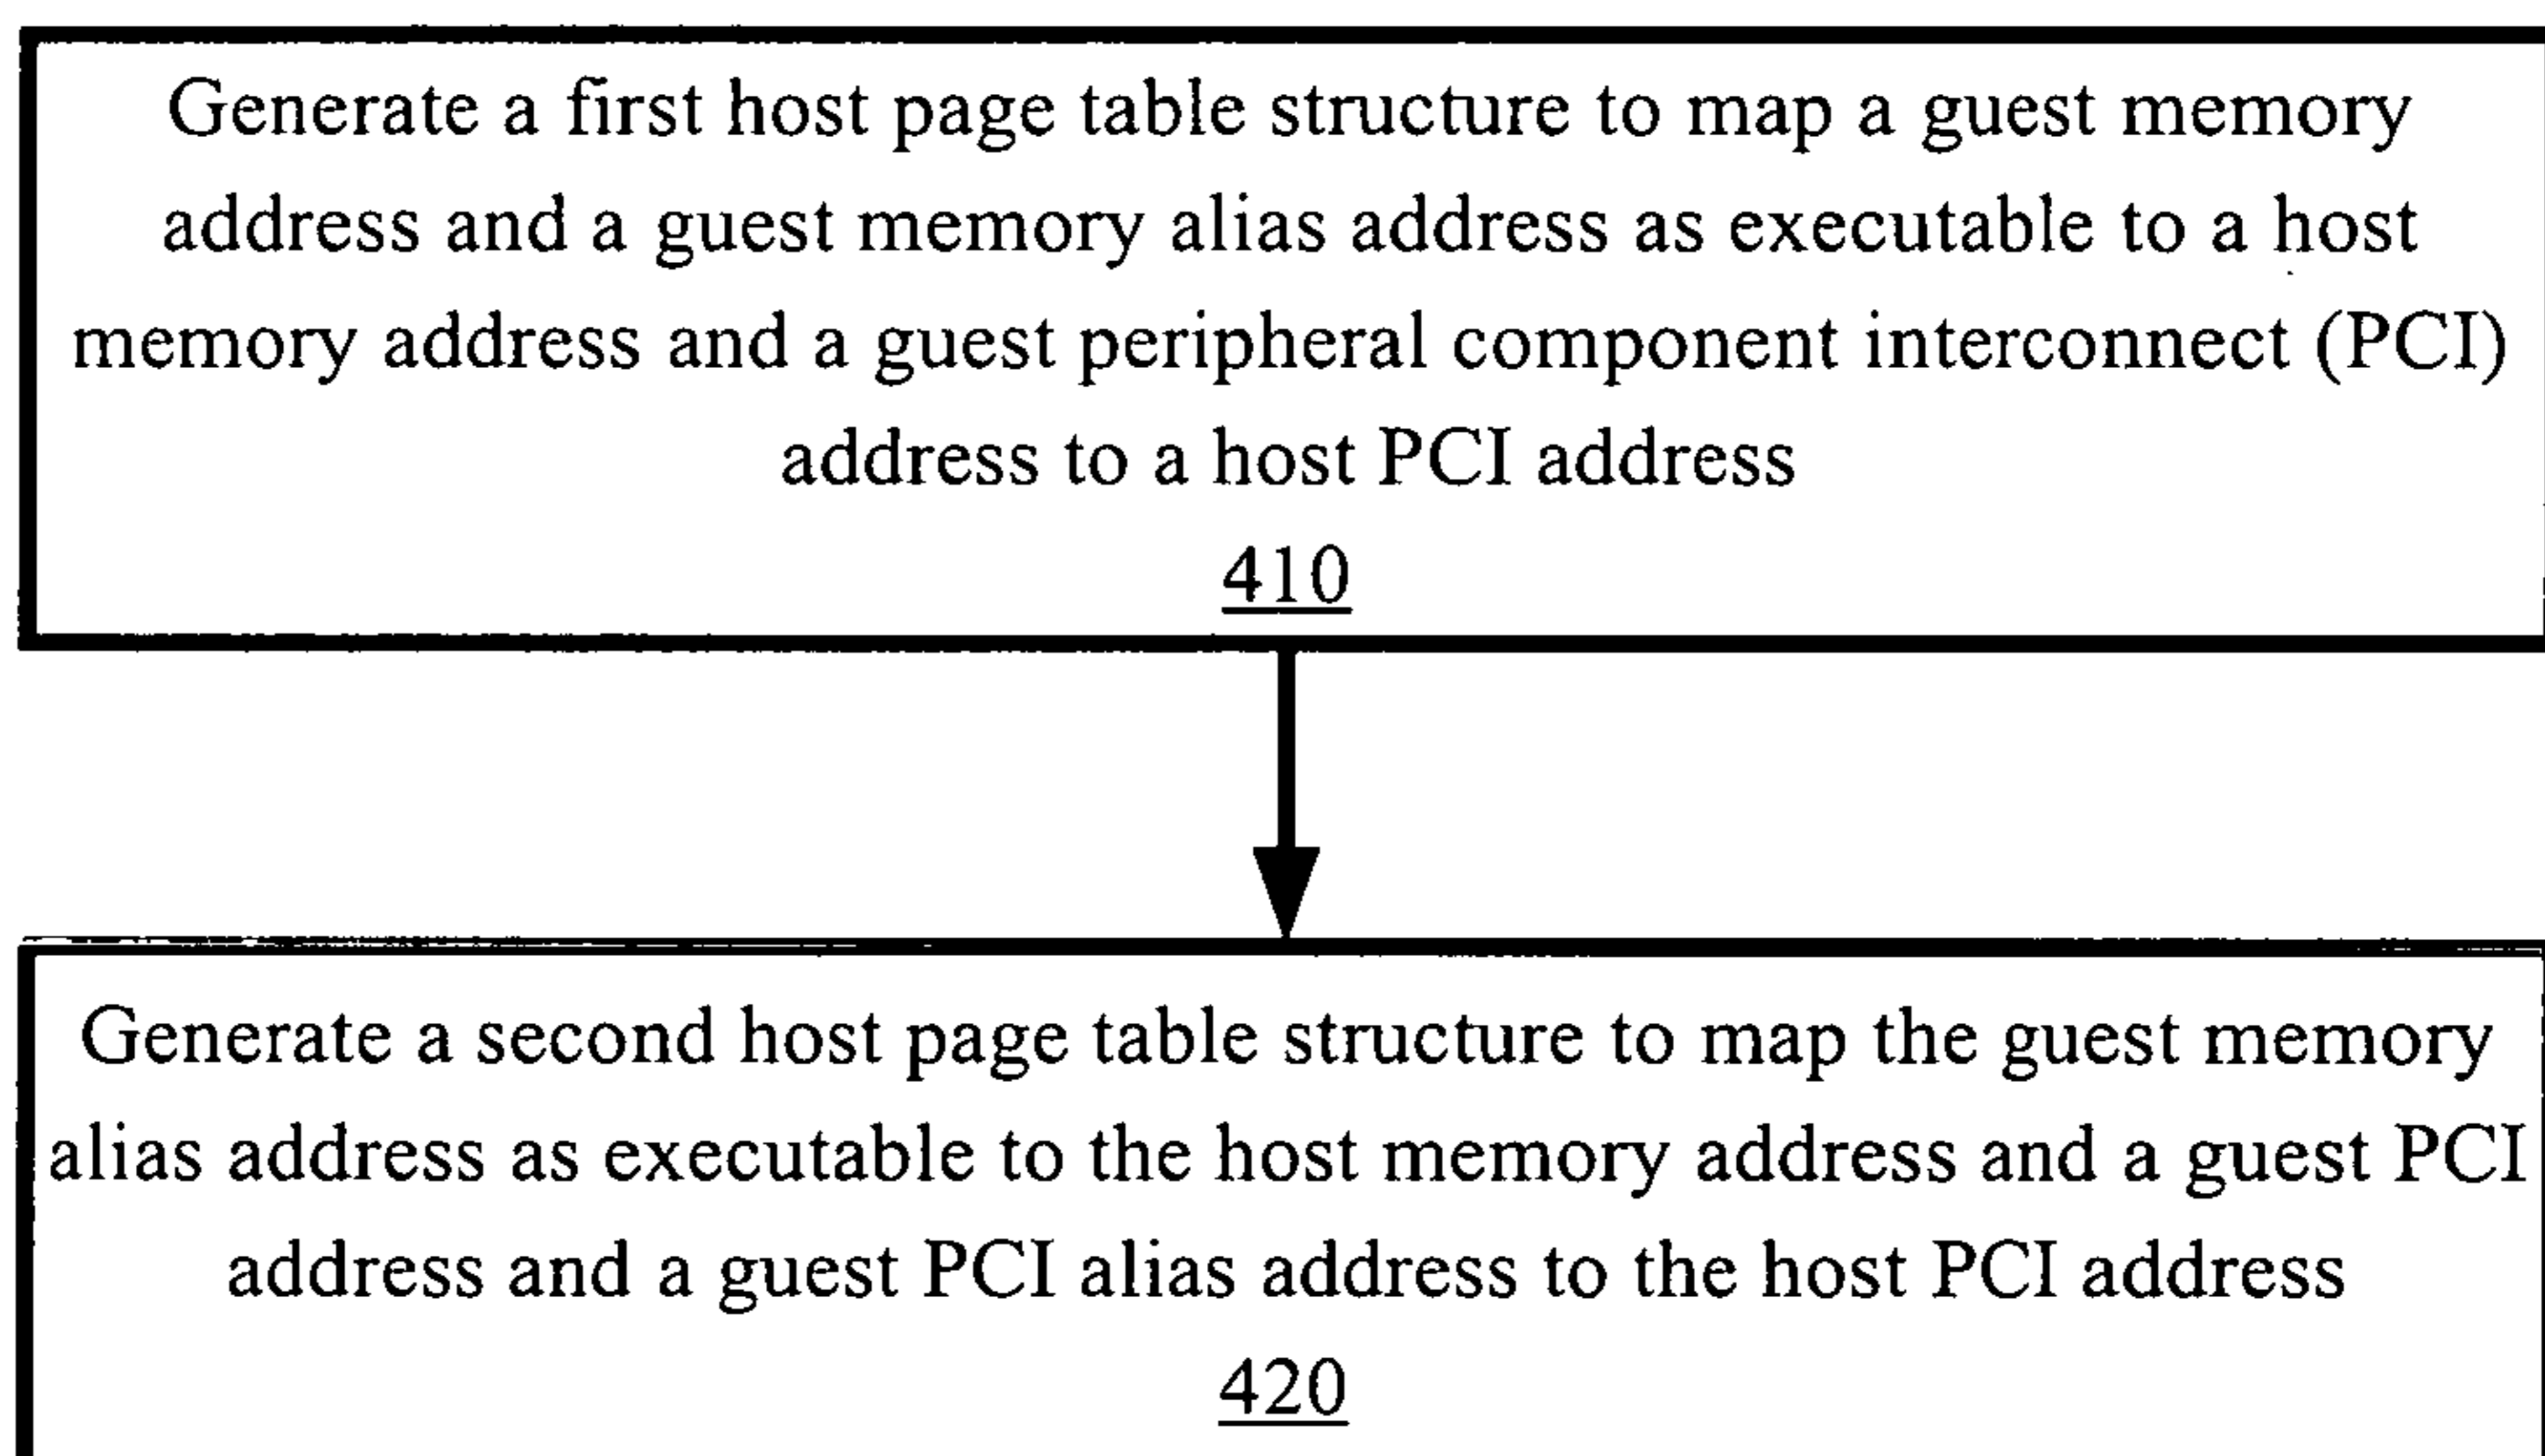 Generate a first host page table structure to map a guest memory
address and a guest memory alias address as executable to a host
memory address and a guest peripheral component interconnect (PCI)
address to a host PCI address
410
Generate a second host page table structure to map the guest memory
alias address as executable to the host memory address and a guest PCI
address and a guest PCI alias address to the host PCI address
420